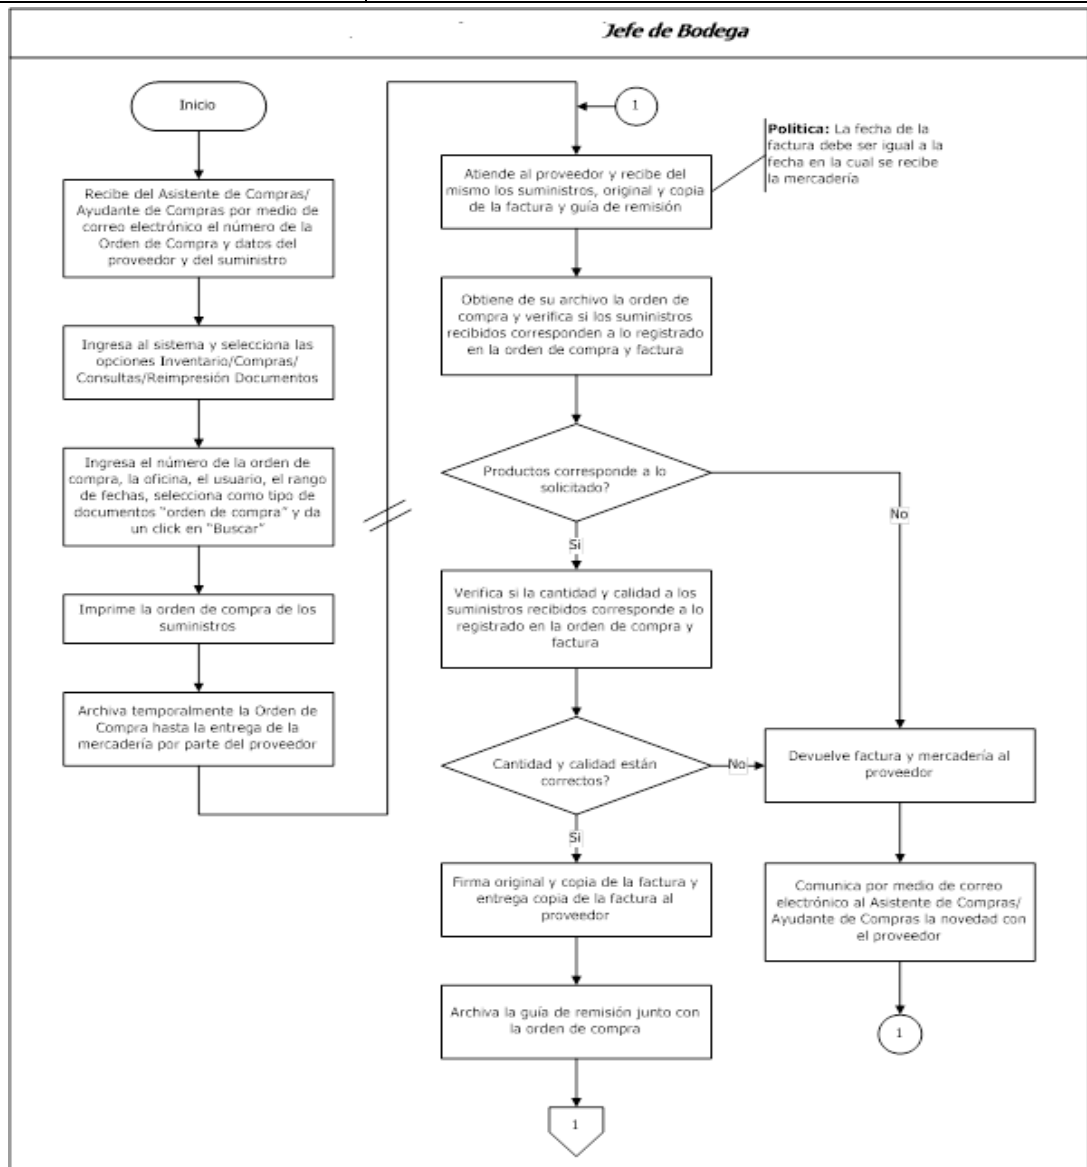 Jefe de Bodega
Inicio
Recibe del Asistente de Compras/
Ayudante de Compras por medio de
correo electrónico el número de la
Orden de Compra y datos del
proveedor y del suministro
Ingresa al sistema y selecciona las
opciones Inventario/Compras/
Consultas/Reimpresión Documentos
Ingresa el número de la orden de
compra, la oficina, el usuario, el rango
de fechas, selecciona como tipo de
documentos “orden de compra” y da
un click en “Buscar”
Imprime la orden de compra de los
suministros
Archiva temporalmente la Orden de
Compra hasta la entrega de la
mercadería por parte del proveedor
1
Política: La fecha de la
factura debe ser igual a la
fecha en la cual se recibe
la mercadería
Atiende al proveedor y recibe del
mismo los suministros, original y copia
de la factura y guía de remisión
Obtiene de su archivo la orden de
compra y verifica si los suministros
recibidos corresponden a lo registrado
en la orden de compra y factura
Productos corresponde a lo
solicitado?
No
Si
Verifica si la cantidad y calidad a los
suministros recibidos corresponde a lo
registrado en la orden de compra y
factura
Cantidad y calidad están
correctos?
No
Devuelve factura y mercadería al
proveedor
Si
Firma original y copia de la factura y
entrega copia de la factura al
proveedor
Comunica por medio de correo
electrónico al Asistente de Compras/
Ayudante de Compras la novedad con
el proveedor
Archiva la guía de remisión junto con
la orden de compra
1
1